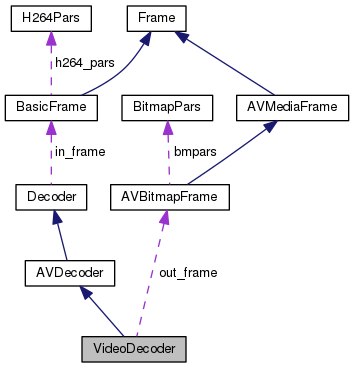 H264Pars
Frame
h264_pars
BasicFrame
BitmapPars
AVMediaFrame
in_frame
bmpars
Decoder
AVBitmapFrame
AVDecoder
out_frame
VideoDecoder